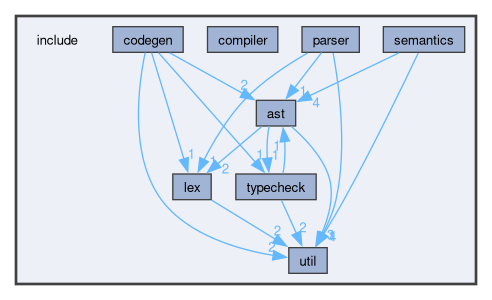 include
codegen
compiler
parser
semantics
2
1
4
ast
1
1
2
1
1
1
lex
typecheck
2
2
2
util